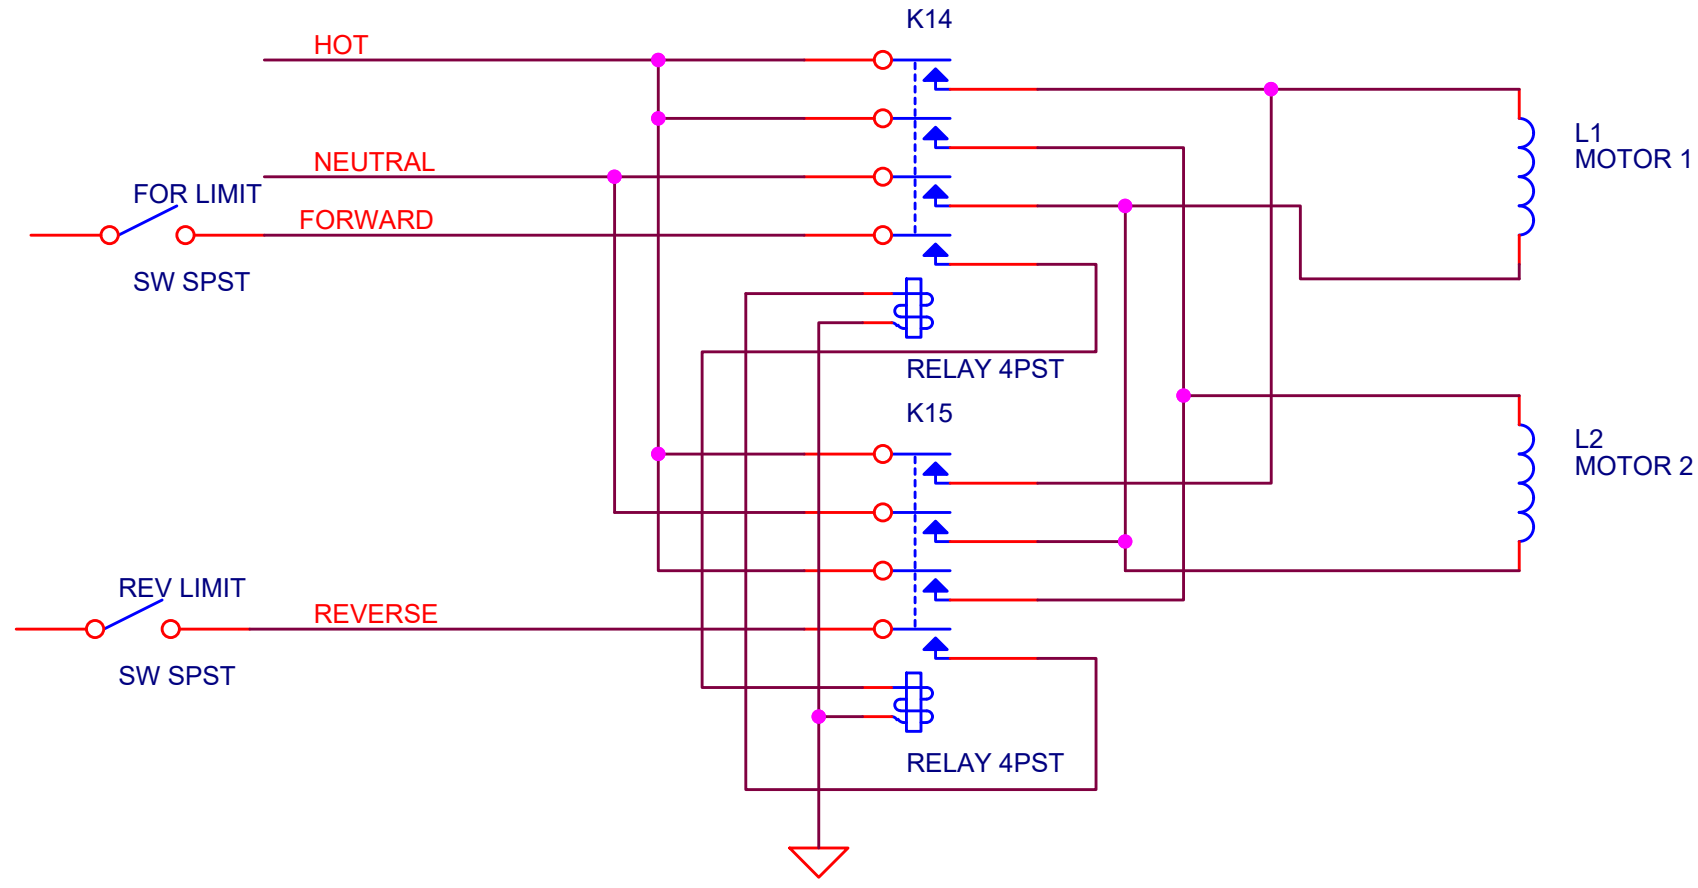 K14
HOT
NEUTRAL
FOR LIMIT
FORWARD
SW SPST
L1
MOTOR 1
RELAY 4PST
K15
L2
MOTOR 2
REV LIMIT
REVERSE
SW SPST
RELAY 4PST